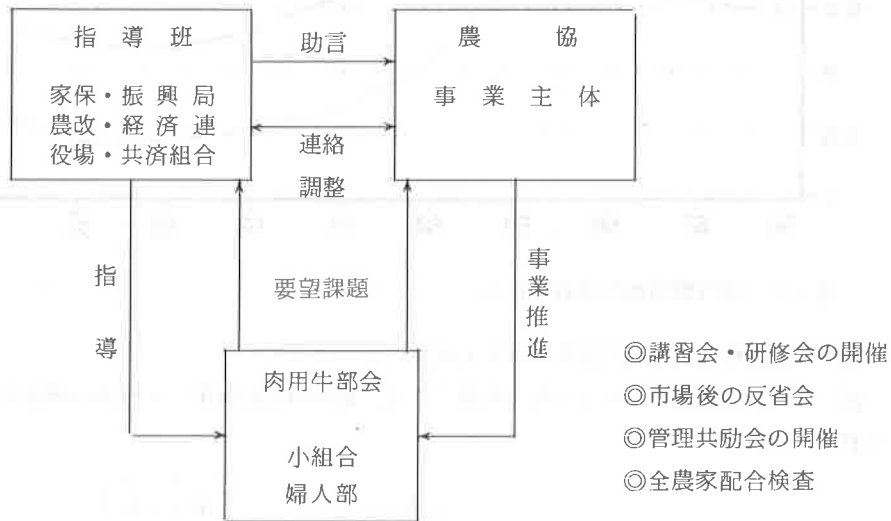 指導班
家保・振興局
農改・経済連
役場・共済組合
助言
連絡
調整
農協
事業主体
指導
要望課題
事業推進
肉用牛部会
小組合
婦人部
◎講習会・研修会の開催
◎市場後の反省会
◎管理共励会の開催
◎全農家配合検査